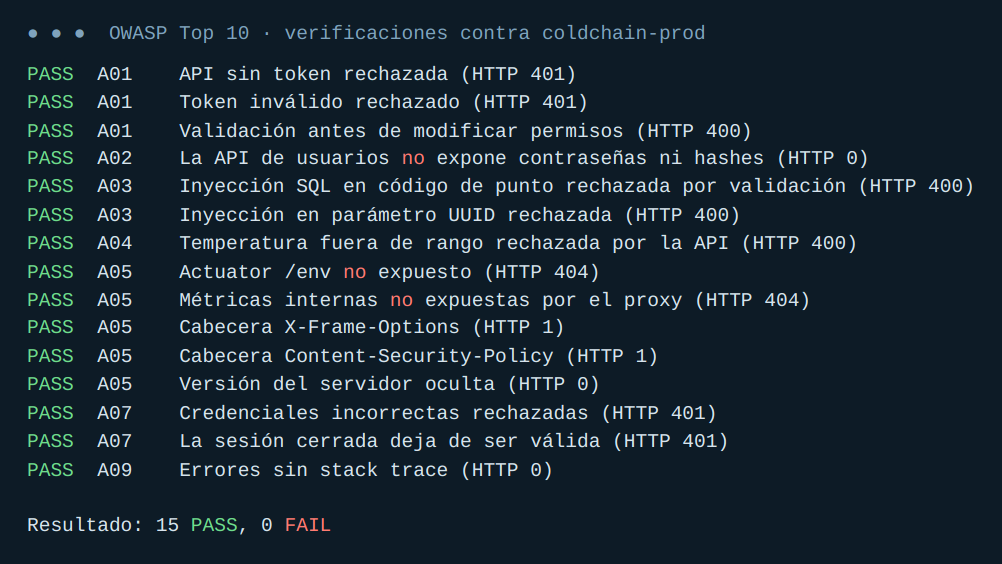 ● ● ● OWASP Top 10 · verificaciones contra coldchain-prod
PASS A01 API sin token rechazada (HTTP 401)
PASS A01 Token inválido rechazado (HTTP 401)
PASS A01 Validación antes de modificar permisos (HTTP 400)
PASS A02 La API de usuarios no expone contraseñas ni hashes (HTTP 0)
PASS A03 Inyección SQL en código de punto rechazada por validación (HTTP 400)
PASS A03 Inyección en parámetro UUID rechazada (HTTP 400)
PASS A04 Temperatura fuera de rango rechazada por la API (HTTP 400)
PASS A05 Actuator /env no expuesto (HTTP 404)
PASS A05 Métricas internas no expuestas por el proxy (HTTP 404)
PASS A05 Cabecera X-Frame-Options (HTTP 1)
PASS A05 Cabecera Content-Security-Policy (HTTP 1)
PASS A05 Versión del servidor oculta (HTTP 0)
PASS A07 Credenciales incorrectas rechazadas (HTTP 401)
PASS A07 La sesión cerrada deja de ser válida (HTTP 401)
PASS A09 Errores sin stack trace (HTTP 0)
Resultado: 15 PASS, 0 FAIL